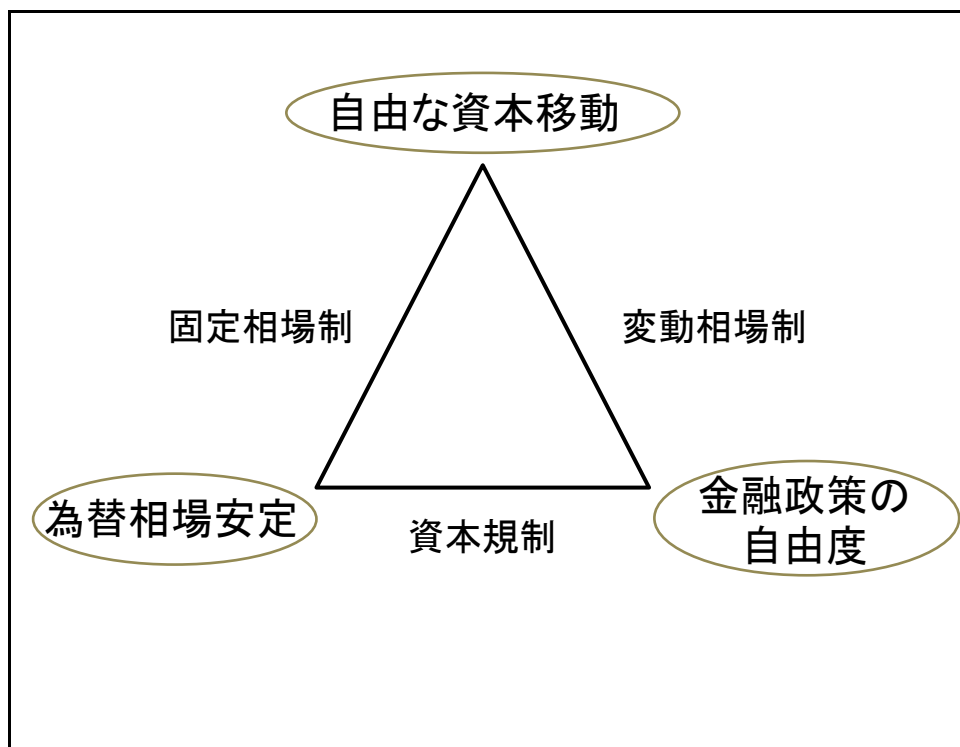 自由な資本移動
固定相場制
変動相場制
為替相場安定
資本規制
金融政策の
自由度